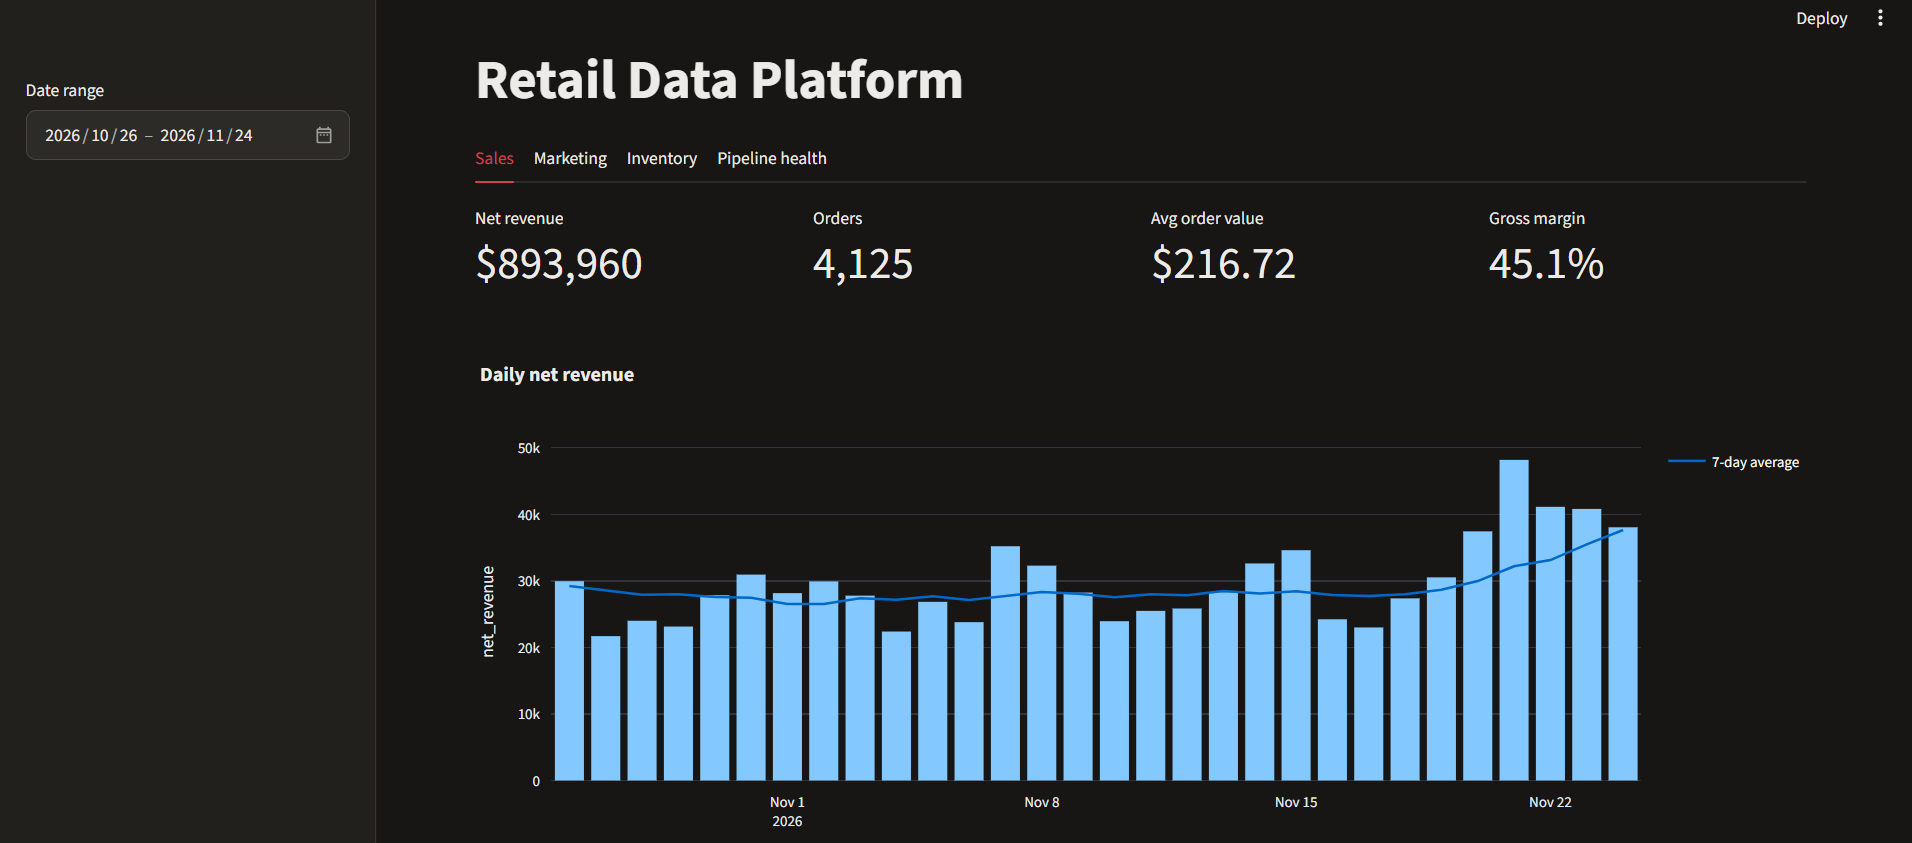 Deploy
Date range
2026/10/26 – 2026/11/24
Retail Data Platform
Sales Marketing Inventory Pipeline health
Net revenue Orders Avg order value Gross margin
$893,960 4,125 $216.72 45.1%
Daily net revenue
50k
7-day average
40k
30k
net_revenue
20k
10k
0
Nov 1 Nov 8 Nov 15 Nov 22
2026